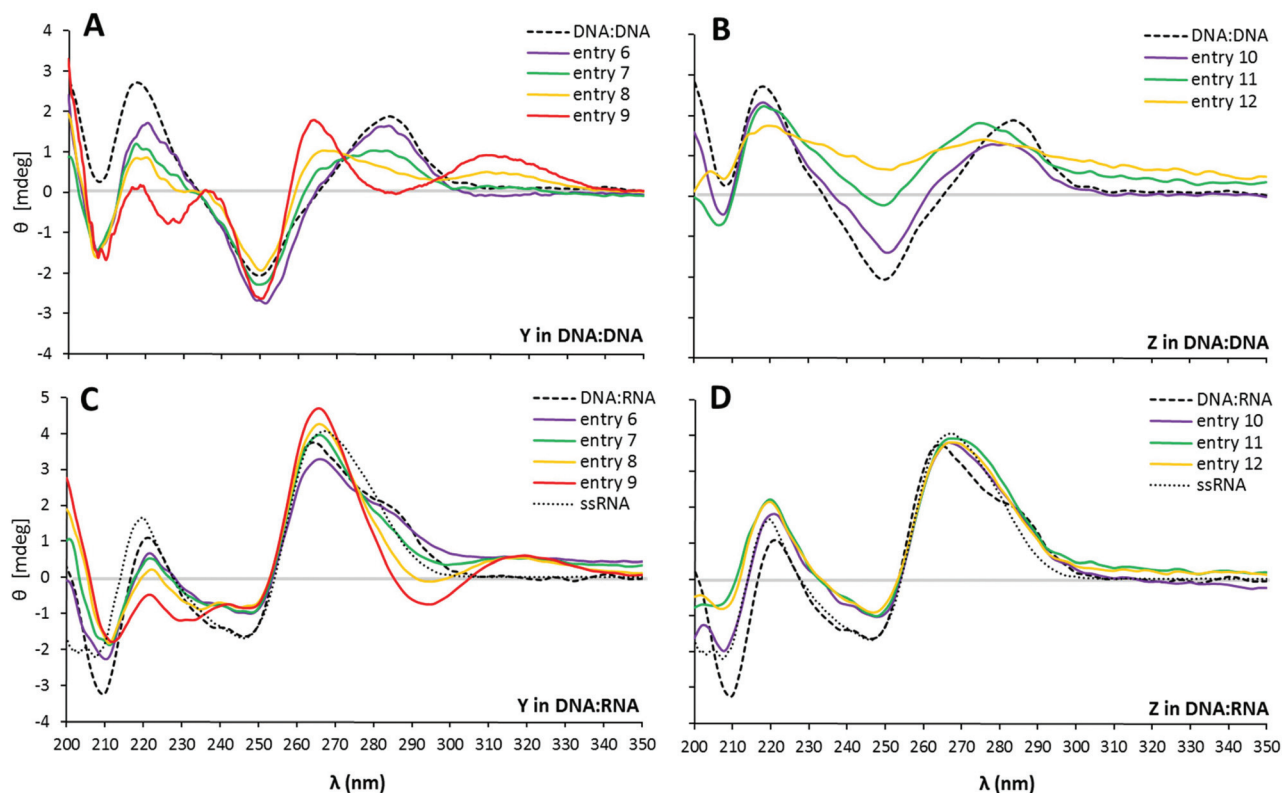 A
DNA:DNA
entry 6
entry 7
entry 8
entry 9
4
3
2
1
0
-1
-2
-3
-4
θ [mdeg]
Y in DNA:DNA
B
DNA:DNA
entry 10
entry 11
entry 12
Z in DNA:DNA
C
DNA:RNA
entry 6
entry 7
entry 8
entry 9
ssRNA
5
4
3
2
1
0
-1
-2
-3
-4
θ [mdeg]
Y in DNA:RNA
200 210 220 230 240 250 260 270 280 290 300 310 320 330 340 350
λ (nm)
D
DNA:RNA
entry 10
entry 11
entry 12
ssRNA
Z in DNA:RNA
200 210 220 230 240 250 260 270 280 290 300 310 320 330 340 350
λ (nm)